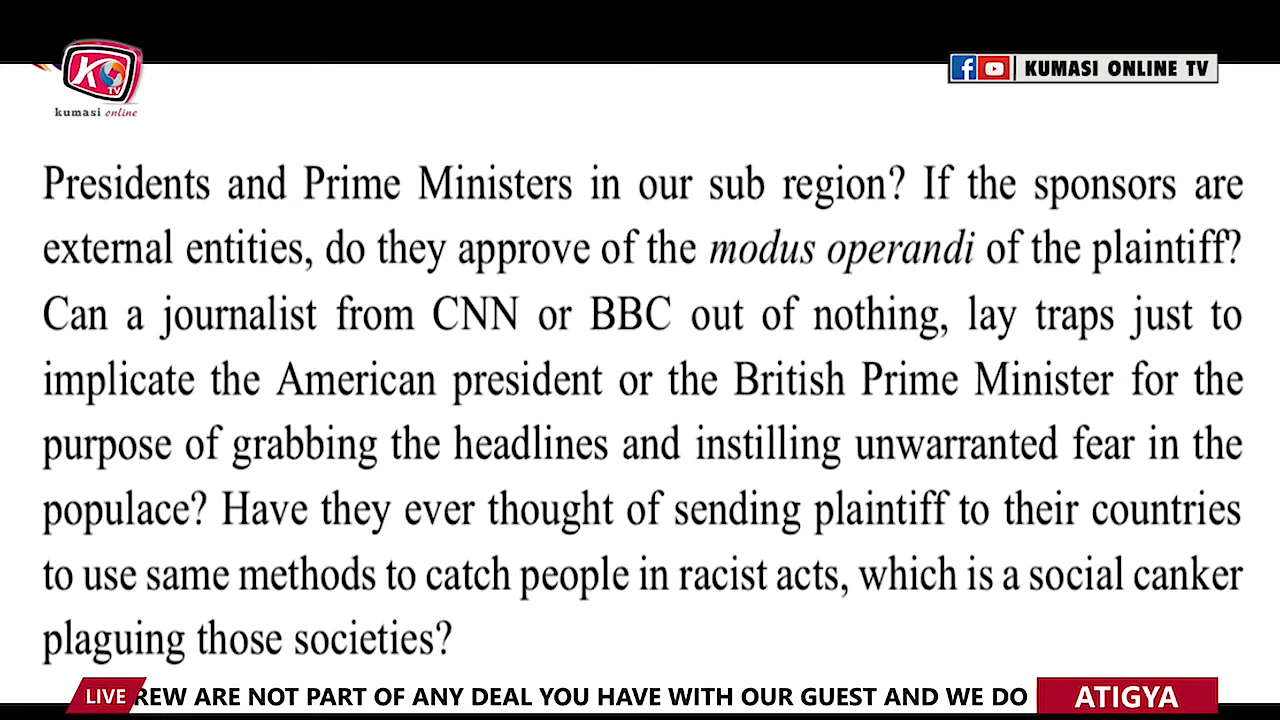 KUMASI ONLINE TV
K
TV
kumasi online
Presidents and Prime Ministers in our sub region? If the sponsors are
external entities, do they approve of the modus operandi of the plaintiff?
Can a journalist from CNN or BBC out of nothing, lay traps just to
implicate the American president or the British Prime Minister for the
purpose of grabbing the headlines and instilling unwarranted fear in the
populace? Have they ever thought of sending plaintiff to their countries
to use same methods to catch people in racist acts, which is a social canker
plaguing those societies?
LIVE REW ARE NOT PART OF ANY DEAL YOU HAVE WITH OUR GUEST AND WE DO ATIGYA